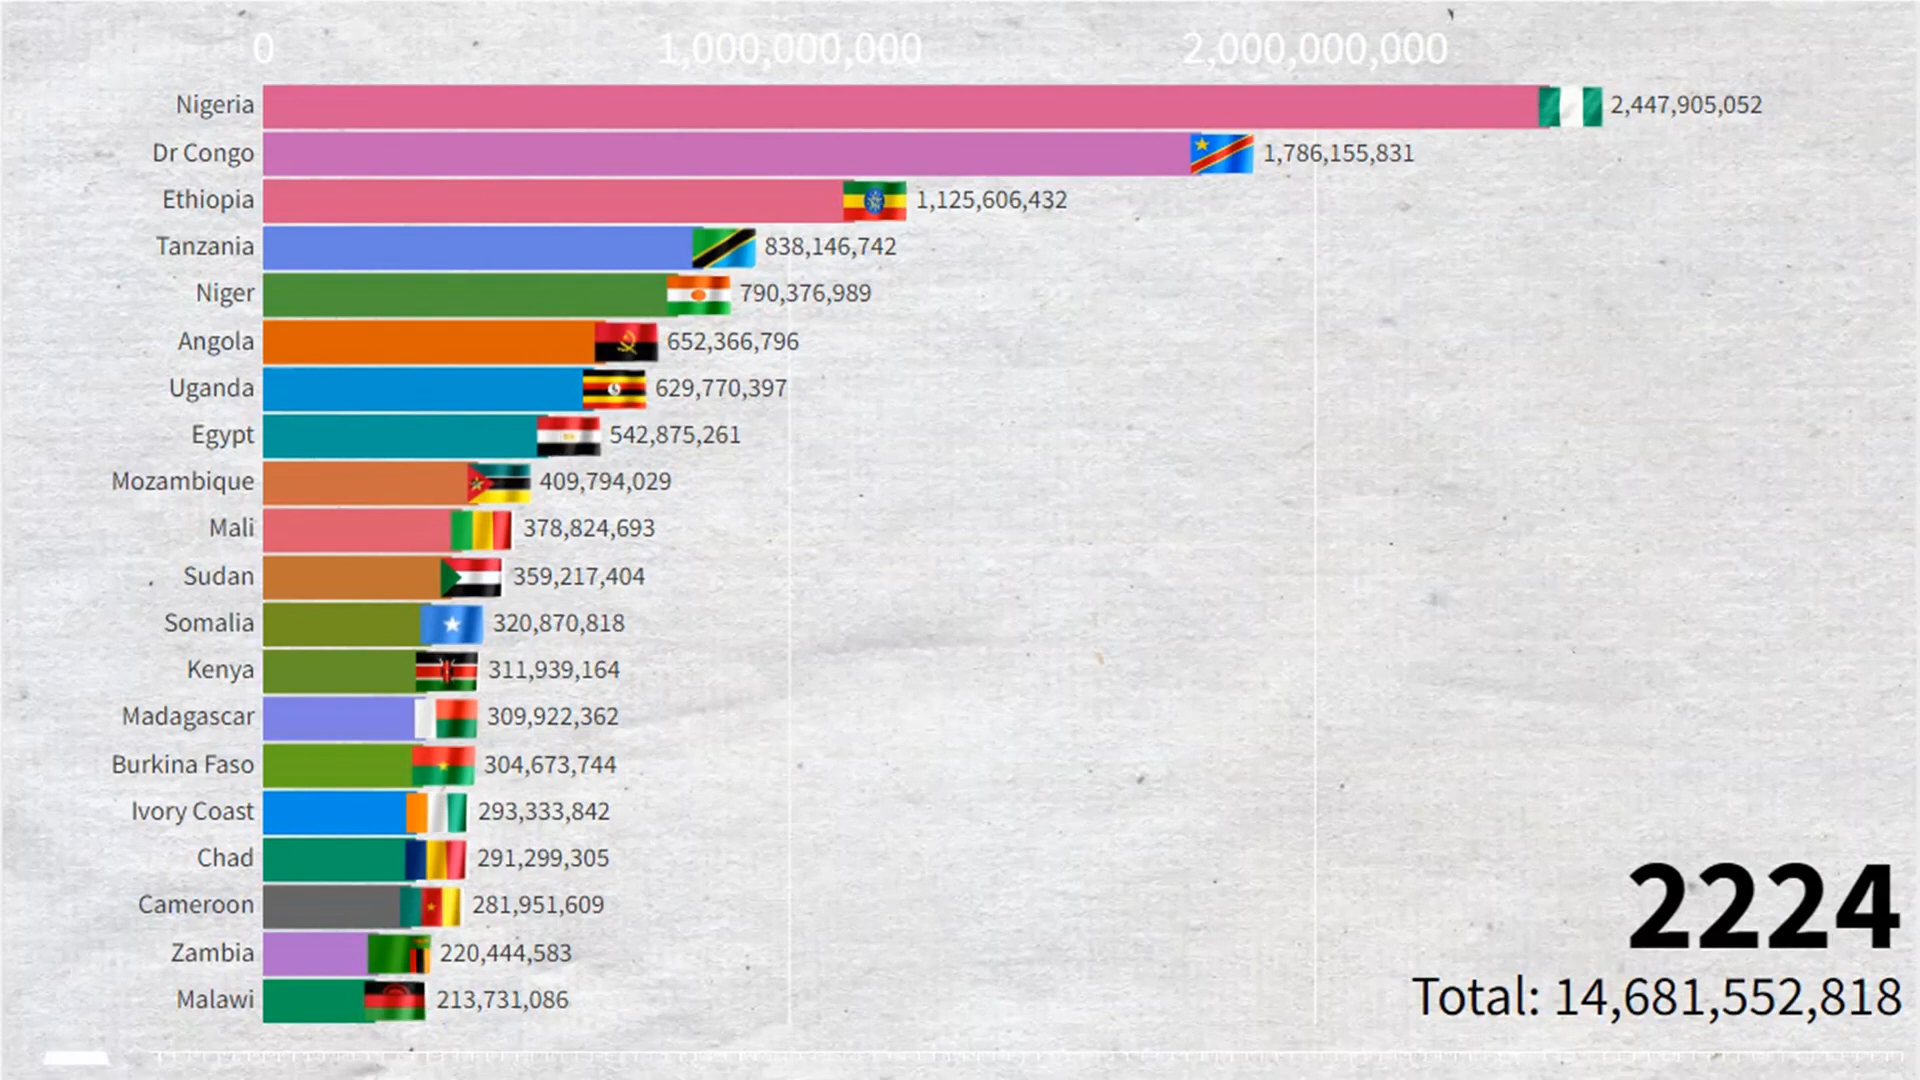 0 1,000,000,000 2,000,000,000
Nigeria 2,447,905,052
Dr Congo 1,786,155,831
Ethiopia 1,125,606,432
Tanzania 838,146,742
Niger 790,376,989
Angola 652,366,796
Uganda 629,770,397
Egypt 542,875,261
Mozambique 409,794,029
Mali 378,824,693
Sudan 359,217,404
Somalia 320,870,818
Kenya 311,939,164
Madagascar 309,922,362
Burkina Faso 304,673,744
Ivory Coast 293,333,842
Chad 291,299,305
Cameroon 281,951,609
Zambia 220,444,583
Malawi 213,731,086
2224
Total: 14,681,552,818